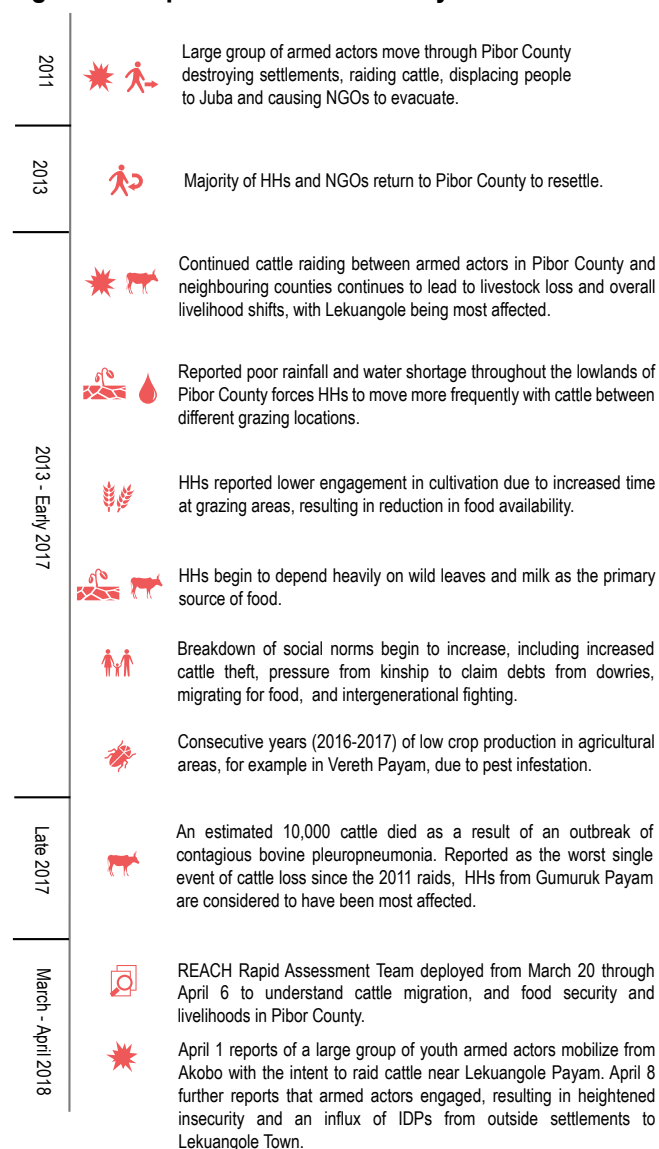 2011
Large group of armed actors move through Pibor County
destroying settlements, raiding cattle, displacing people
to Juba and causing NGOs to evacuate.
2013
Majority of HHs and NGOs return to Pibor County to resettle.
2013 - Early 2017
Continued cattle raiding between armed actors in Pibor County and
neighbouring counties continues to lead to livestock loss and overall
livelihood shifts, with Lekuangole being most affected.
Reported poor rainfall and water shortage throughout the lowlands of
Pibor County forces HHs to move more frequently with cattle between
different grazing locations.
HHs reported lower engagement in cultivation due to increased time
at grazing areas, resulting in reduction in food availability.
HHs begin to depend heavily on wild leaves and milk as the primary
source of food.
Breakdown of social norms begin to increase, including increased
cattle theft, pressure from kinship to claim debts from dowries,
migrating for food, and intergenerational fighting.
Consecutive years (2016-2017) of low crop production in agricultural
areas, for example in Vereth Payam, due to pest infestation.
Late 2017
An estimated 10,000 cattle died as a result of an outbreak of
contagious bovine pleuropneumonia. Reported as the worst single
event of cattle loss since the 2011 raids, HHs from Gumuruk Payam
are considered to have been most affected.
March - April 2018
REACH Rapid Assessment Team deployed from March 20 through
April 6 to understand cattle migration, and food security and
livelihoods in Pibor County.
April 1 reports of a large group of youth armed actors mobilize from
Akobo with the intent to raid cattle near Lekuangole Payam. April 8
further reports that armed actors engaged, resulting in heightened
insecurity and an influx of IDPs from outside settlements to
Lekuangole Town.